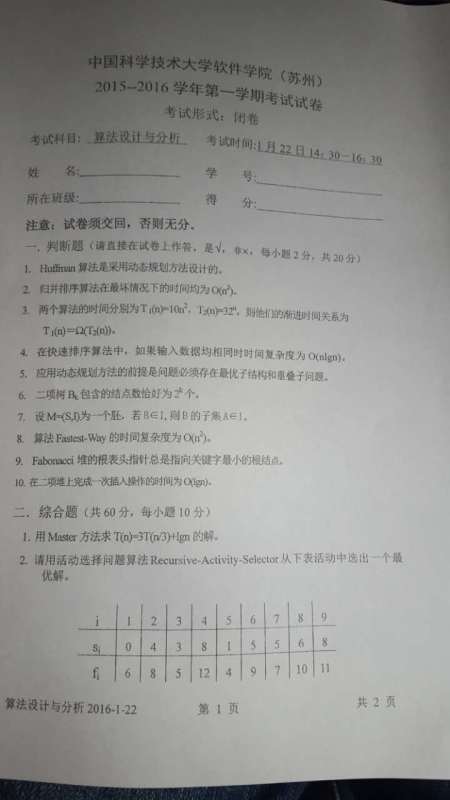 中国科学技术大学软件学院（苏州）
2015--2016 学年第一学期考试试卷
考试形式：闭卷
考试科目: 算法设计与分析 考试时间:1 月 22 日 14：30－16：30
姓 名: 学 号:
所在班级: 得 分:
注意：试卷须交回，否则无分。
一．判断题（请直接在试卷上作答，是√，非×，每小题 2 分，共 20 分）
1. Huffman 算法是采用动态规划方法设计的。
2. 归并排序算法在最坏情况下的时间均为 O(n²)。
3. 两个算法的时间分别为 T₁(n)=10n²，T₂(n)=32ⁿ，则他们的渐进时间关系为
T₁(n)＝Ω(T₂(n))。
4. 在快速排序算法中，如果输入数据均相同时时间复杂度为 O(nlgn)。
5. 应用动态规划方法的前提是问题必须存在最优子结构和重叠子问题。
6. 二项树 Bₖ 包含的结点数恰好为 2ᵏ个。
7. 设 M=(S,I)为一个胚，若 B∈I，则 B 的子集 A∈I。
8. 算法 Fastest-Way 的时间复杂度为 O(n²)。
9. Fabonacci 堆的根表头指针总是指向关键字最小的根结点。
10. 在二项堆上完成一次插入操作的时间为 O(lgn)。
二．综合题（共 60 分，每小题 10 分）
1. 用 Master 方法求 T(n)=3T(n/3)+lgn 的解。
2. 请用活动选择问题算法 Recursive-Activity-Selector 从下表活动中选出一个最
优解。
i 1 2 3 4 5 6 7 8 9
sᵢ 0 4 3 8 1 5 5 6 8
fᵢ 6 8 5 12 4 9 7 10 11
算法设计与分析 2016-1-22 第 1 页 共 2 页